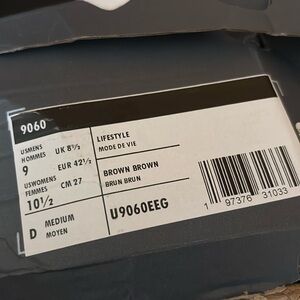 9060
USMENS
HOMMES
9
UK 8½
EUR 42½
USWOMENS
FEMMES
10½
CM 27
D
MEDIUM
MOYEN
LIFESTYLE
MODE DE VIE
BROWN BROWN
BRUN BRUN
U9060EEG
1 97376 31033